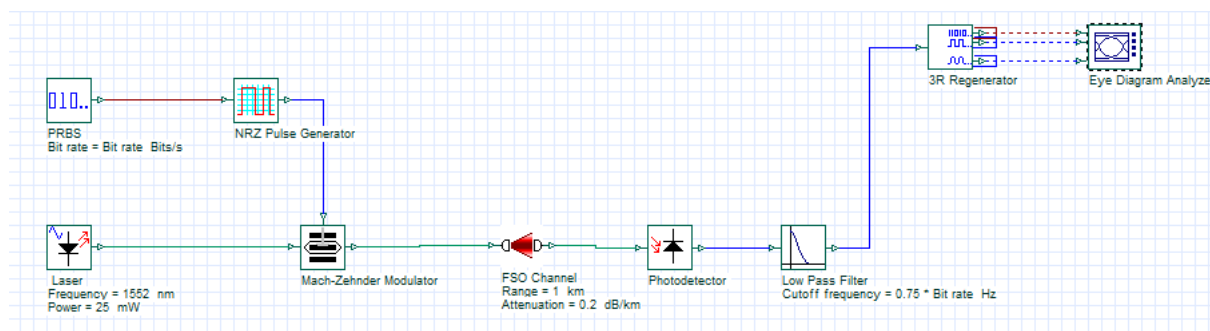 3R Regenerator
Eye Diagram Analyze
010..
PRBS
Bit rate = Bit rate Bits/s
NRZ Pulse Generator
Laser
Frequency = 1552 nm
Power = 25 mW
Mach-Zehnder Modulator
FSO Channel
Range = 1 km
Attenuation = 0.2 dB/km
Photodetector
Low Pass Filter
Cutoff frequency = 0.75 * Bit rate Hz